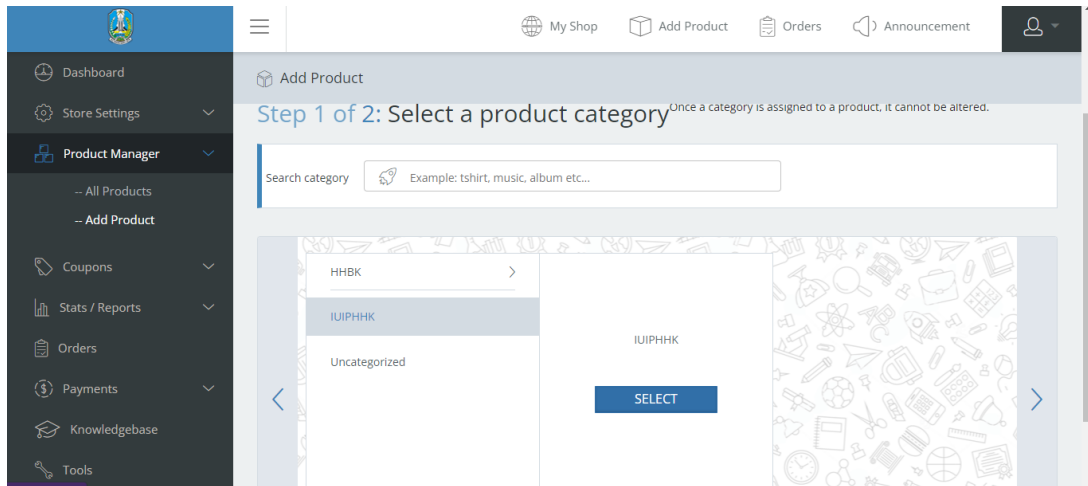 My Shop
Add Product
Orders
Announcement
Dashboard
Store Settings
Product Manager
-- All Products
-- Add Product
Coupons
Stats / Reports
Orders
Payments
Knowledgebase
Tools
Add Product
Step 1 of 2: Select a product category
Once a category is assigned to a product, it cannot be altered.
Search category
Example: tshirt, music, album etc...
HHBK
IUIPHHK
Uncategorized
IUIPHHK
SELECT